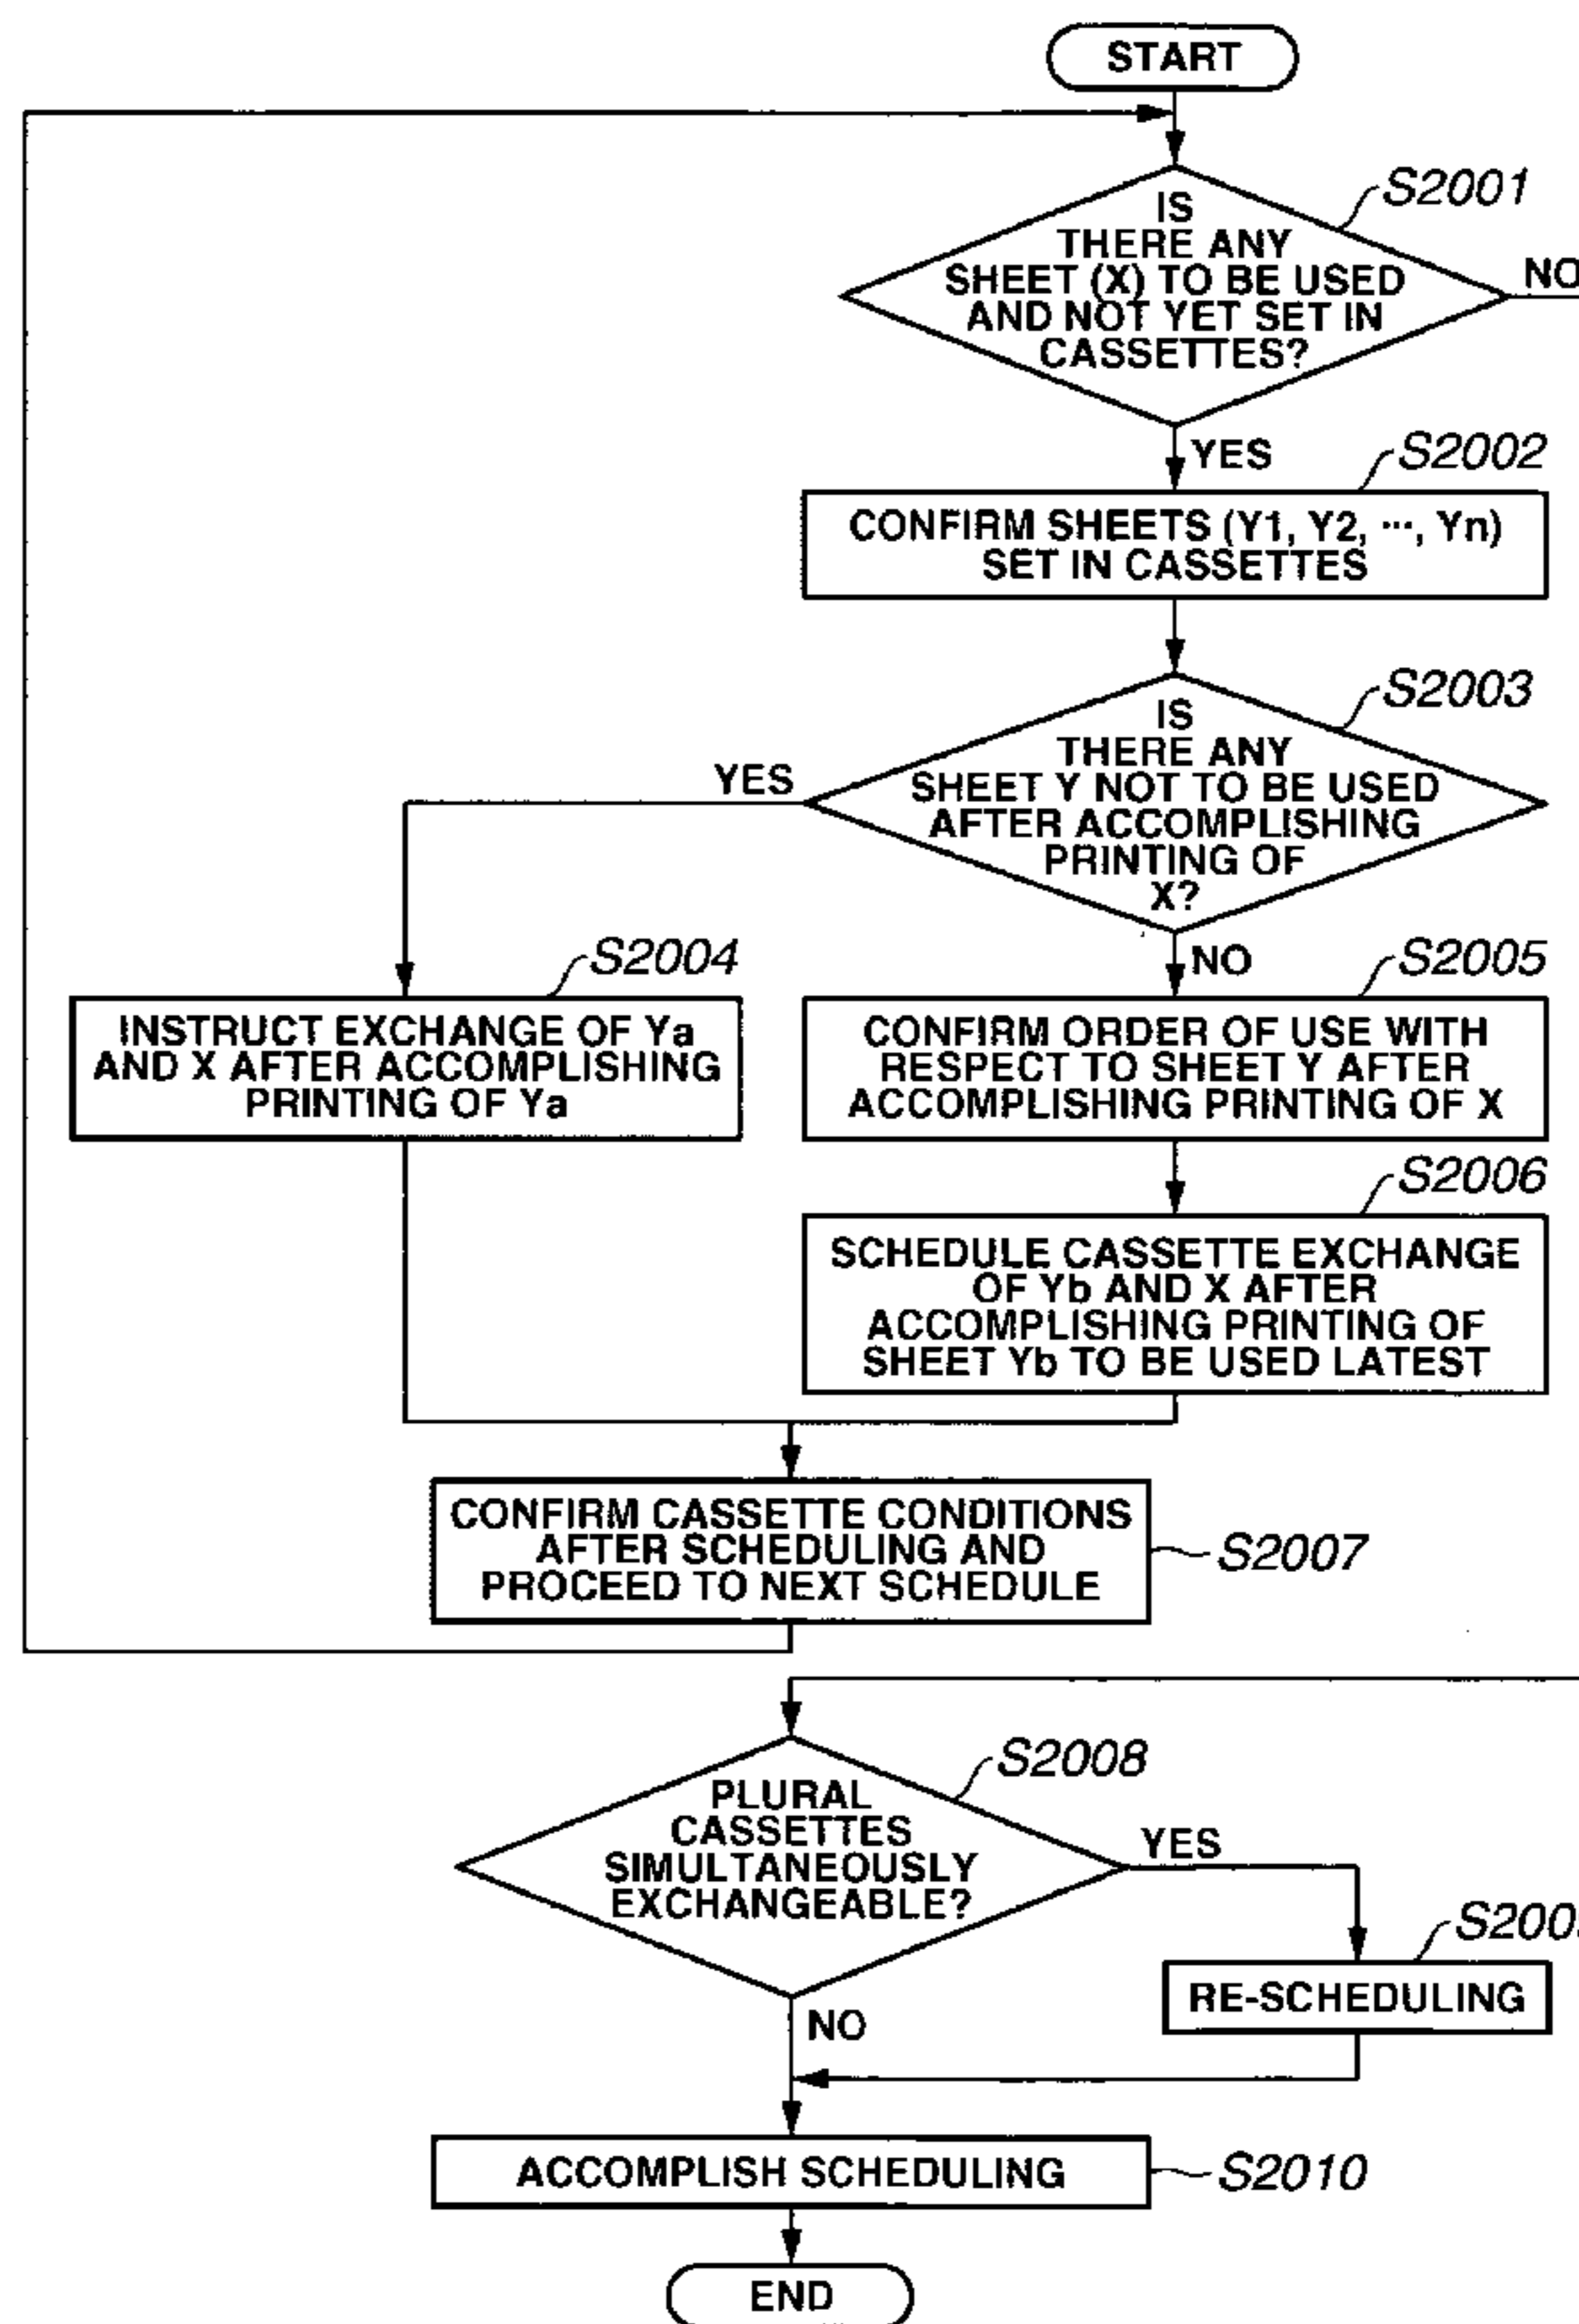 START
S2001
IS
THERE ANY
SHEET (X) TO BE USED
AND NOT YET SET IN
CASSETTES?
NO
YES
S2002
CONFIRM SHEETS (Y1, Y2, ···, Yn)
SET IN CASSETTES
S2003
IS
THERE ANY
SHEET Y NOT TO BE USED
AFTER ACCOMPLISHING
PRINTING OF
X?
YES
NO
S2004
INSTRUCT EXCHANGE OF Ya
AND X AFTER ACCOMPLISHING
PRINTING OF Ya
S2005
CONFIRM ORDER OF USE WITH
RESPECT TO SHEET Y AFTER
ACCOMPLISHING PRINTING OF X
S2006
SCHEDULE CASSETTE EXCHANGE
OF Yb AND X AFTER
ACCOMPLISHING PRINTING OF
SHEET Yb TO BE USED LATEST
CONFIRM CASSETTE CONDITIONS
AFTER SCHEDULING AND
PROCEED TO NEXT SCHEDULE
S2007
S2008
PLURAL
CASSETTES
SIMULTANEOUSLY
EXCHANGEABLE?
YES
NO
RE-SCHEDULING
ACCOMPLISH SCHEDULING
S2010
END